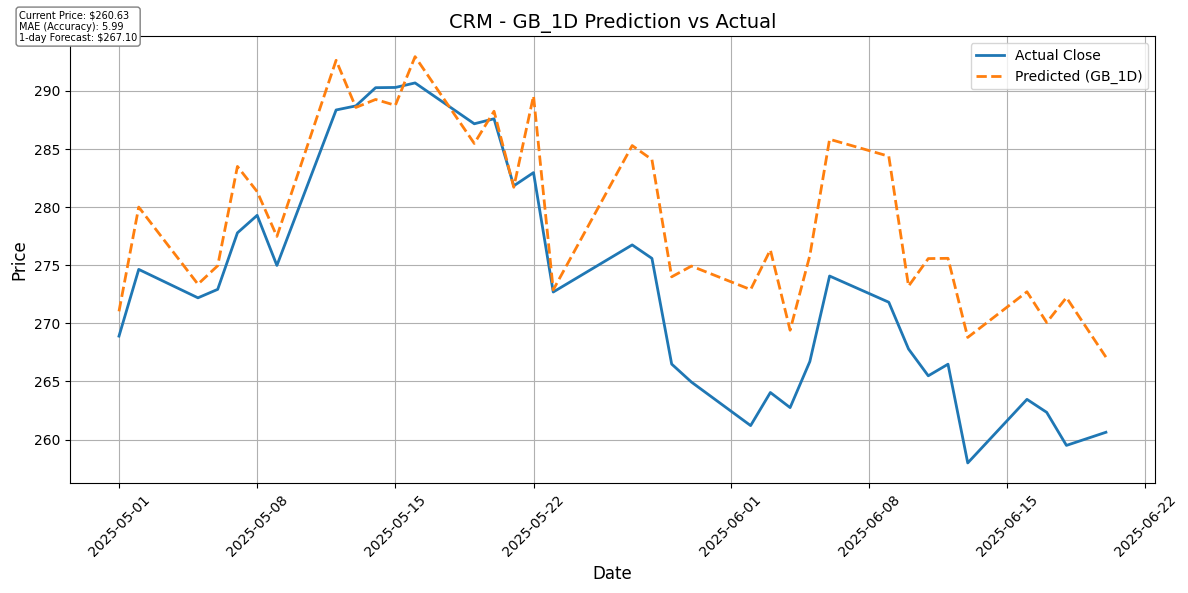 Current Price: $260.63
MAE (Accuracy): 5.99
1-day Forecast: $267.10
CRM - GB_1D Prediction vs Actual
Actual Close
Predicted (GB_1D)
290
285
280
275
270
265
260
Price
2025-05-01
2025-05-08
2025-05-15
2025-05-22
2025-06-01
2025-06-08
2025-06-15
2025-06-22
Date